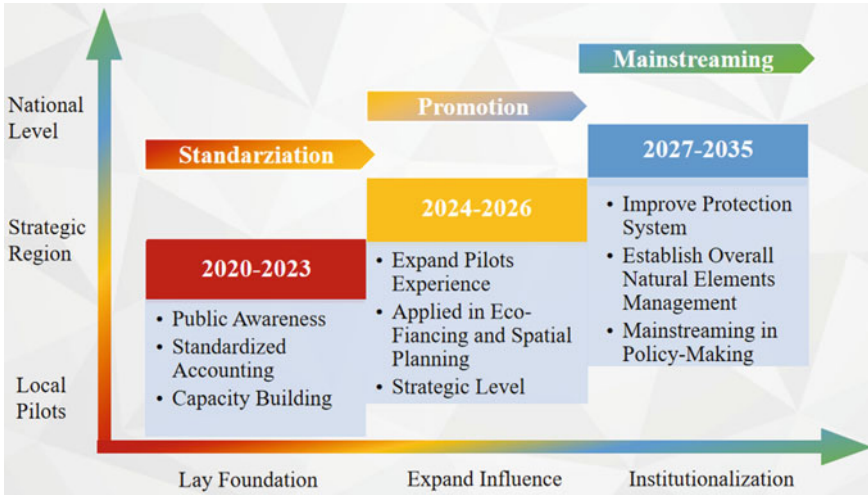 Mainstreaming
National
Level
Promotion
2027-2035
Standarziation
2024-2026
• Improve Protection
System
• Establish Overall
Natural Elements
Management
• Mainstreaming in
Policy-Making
Strategic
Region
2020-2023
• Expand Pilots
Experience
• Applied in Eco-
Fiancing and Spatial
Planning
• Strategic Level
• Public Awareness
• Standardized
Accounting
• Capacity Building
Local
Pilots
Lay Foundation
Expand Influence
Institutionalization